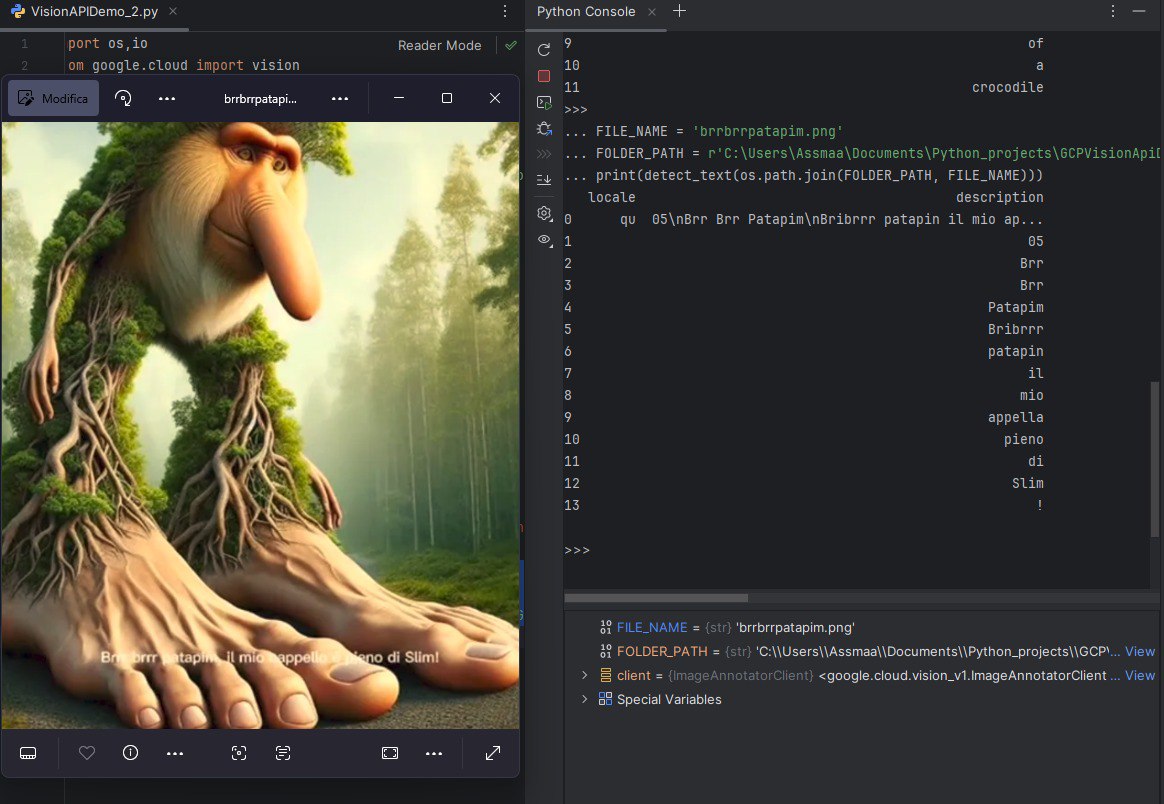 VisionAPIDemo_2.py
1 port os,io
Reader Mode
2 om google.cloud import vision
Modifica
brrbrrpatapi...
Brr brrr patapim, il mio cappello è pieno di Slim!
Python Console
9 of
10 a
11 crocodile
>>>
... FILE_NAME = 'brrbrrpatapim.png'
... FOLDER_PATH = r'C:\Users\Assmaa\Documents\Python_projects\GCPVisionApiD
... print(detect_text(os.path.join(FOLDER_PATH, FILE_NAME)))
locale description
0 qu 05\nBrr Brr Patapim\nBribrrr patapin il mio ap...
1 05
2 Brr
3 Brr
4 Patapim
5 Bribrrr
6 patapin
7 il
8 mio
9 appella
10 pieno
11 di
12 Slim
13 !
>>>
FILE_NAME = {str} 'brrbrrpatapim.png'
FOLDER_PATH = {str} 'C:\\Users\\Assmaa\\Documents\\Python_projects\\GCP\... View
client = {ImageAnnotatorClient} <google.cloud.vision_v1.ImageAnnotatorClient ... View
Special Variables